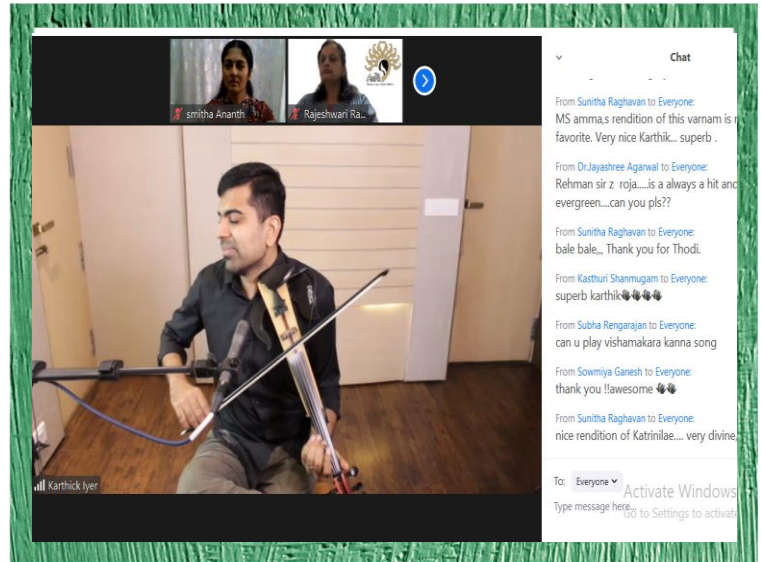 smitha Ananth
Rajeshwari Ra...
Karthick Iyer
Chat
From Sunitha Raghavan to Everyone:
MS amma,s rendition of this varnam is
favorite. Very nice Karthik... superb .
From Dr.Jayashree Agarwal to Everyone:
Rehman sir z roja.....is a always a hit and
evergreen....can you pls??
From Sunitha Raghavan to Everyone:
bale bale,,, Thank you for Thodi.
From Kasthuri Shanmugam to Everyone:
superb karthik👋👋👋👋
From Subha Rengarajan to Everyone:
can u play vishamakara kanna song
From Sowmiya Ganesh to Everyone:
thank you !!awesome 👋👋
From Sunitha Raghavan to Everyone:
nice rendition of Katrinilae.... very divine,
To: Everyone
Type message here...
Activate Windows
Go to Settings to activate